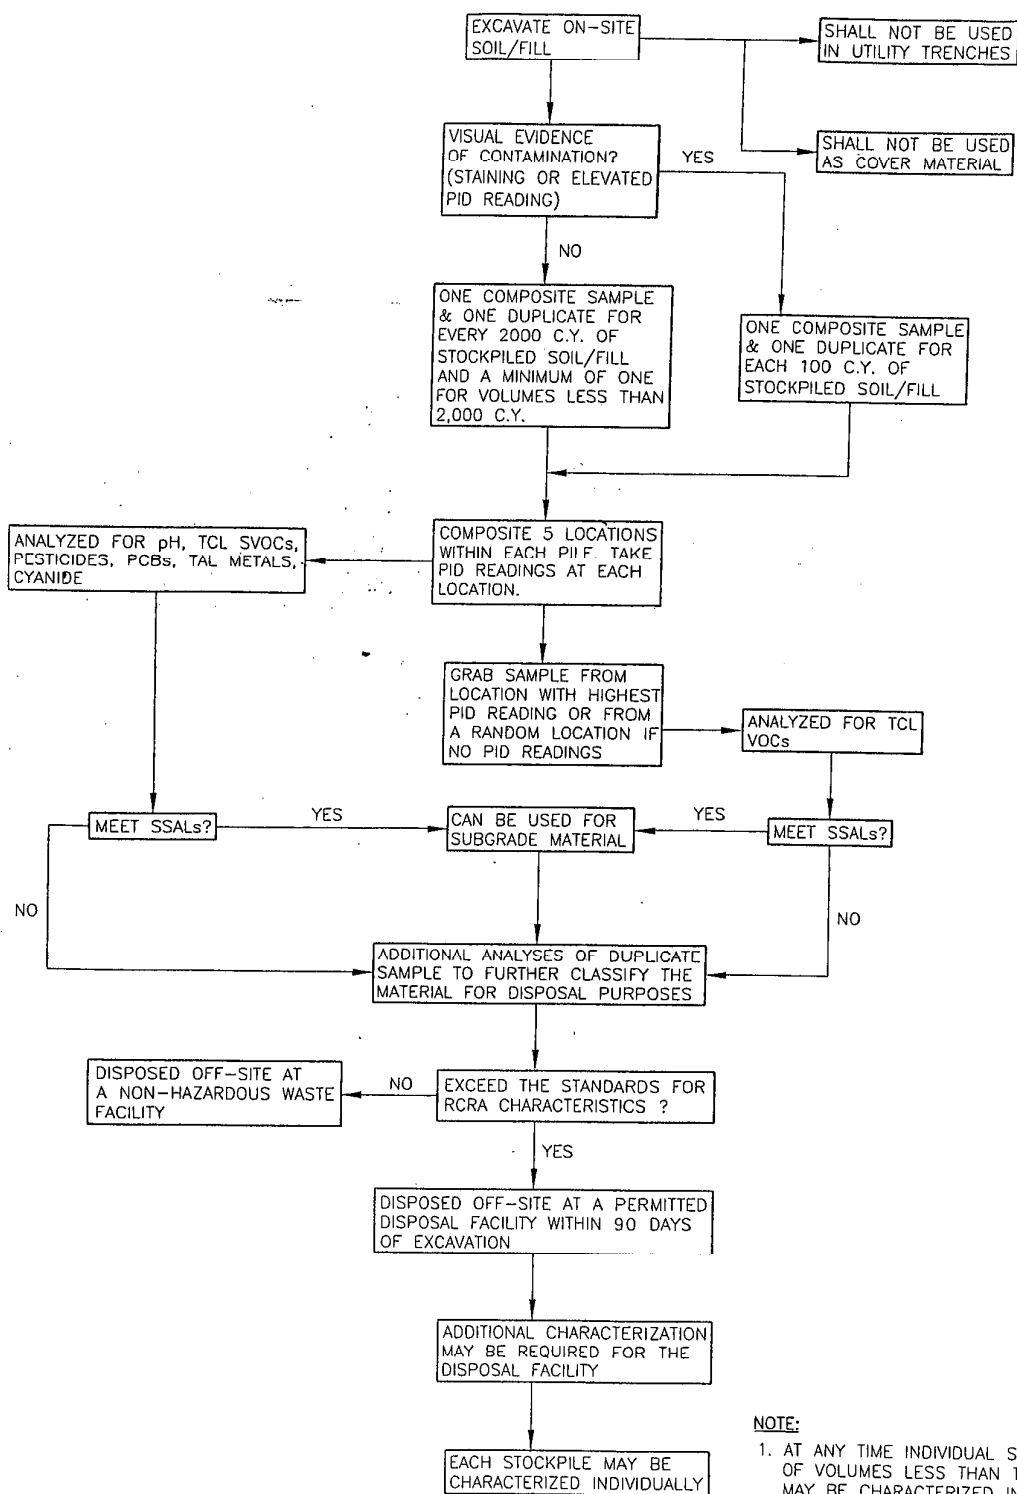 EXCAVATE ON-SITE
SOIL/FILL
SHALL NOT BE USED
IN UTILITY TRENCHES
VISUAL EVIDENCE
OF CONTAMINATION?
(STAINING OR ELEVATED
PID READING)
YES
SHALL NOT BE USED
AS COVER MATERIAL
NO
ONE COMPOSITE SAMPLE
& ONE DUPLICATE FOR
EVERY 2000 C.Y. OF
STOCKPILED SOIL/FILL
AND A MINIMUM OF ONE
FOR VOLUMES LESS THAN
2,000 C.Y.
ONE COMPOSITE SAMPLE
& ONE DUPLICATE FOR
EACH 100 C.Y. OF
STOCKPILED SOIL/FILL
ANALYZED FOR pH, TCL SVOCs,
PESTICIDES, PCBs, TAL METALS,
CYANIDE
COMPOSITE 5 LOCATIONS
WITHIN EACH PILE. TAKE
PID READINGS AT EACH
LOCATION.
GRAB SAMPLE FROM
LOCATION WITH HIGHEST
PID READING OR FROM
A RANDOM LOCATION IF
NO PID READINGS
ANALYZED FOR TCL
VOCs
MEET SSALs?
YES
CAN BE USED FOR
SUBGRADE MATERIAL
YES
MEET SSALs?
NO
NO
ADDITIONAL ANALYSES OF DUPLICATE
SAMPLE TO FURTHER CLASSIFY THE
MATERIAL FOR DISPOSAL PURPOSES
DISPOSED OFF-SITE AT
A NON-HAZARDOUS WASTE
FACILITY
NO
EXCEED THE STANDARDS FOR
RCRA CHARACTERISTICS ?
YES
DISPOSED OFF-SITE AT A PERMITTED
DISPOSAL FACILITY WITHIN 90 DAYS
OF EXCAVATION
ADDITIONAL CHARACTERIZATION
MAY BE REQUIRED FOR THE
DISPOSAL FACILITY
EACH STOCKPILE MAY BE
CHARACTERIZED INDIVIDUALLY
NOTE:
1. AT ANY TIME INDIVIDUAL
OF VOLUMES LESS THAN
MAY BE CHARACTERIZED